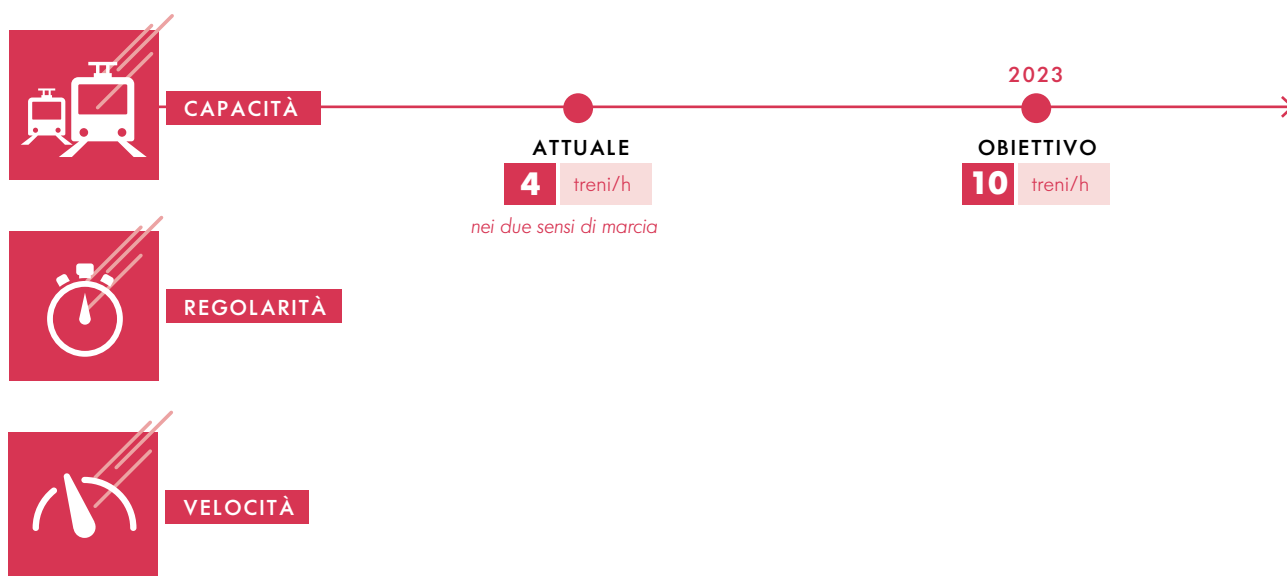 2023
CAPACITÀ
ATTUALE
OBIETTIVO
4 treni/h
10 treni/h
nei due sensi di marcia
REGOLARITÀ
VELOCITÀ